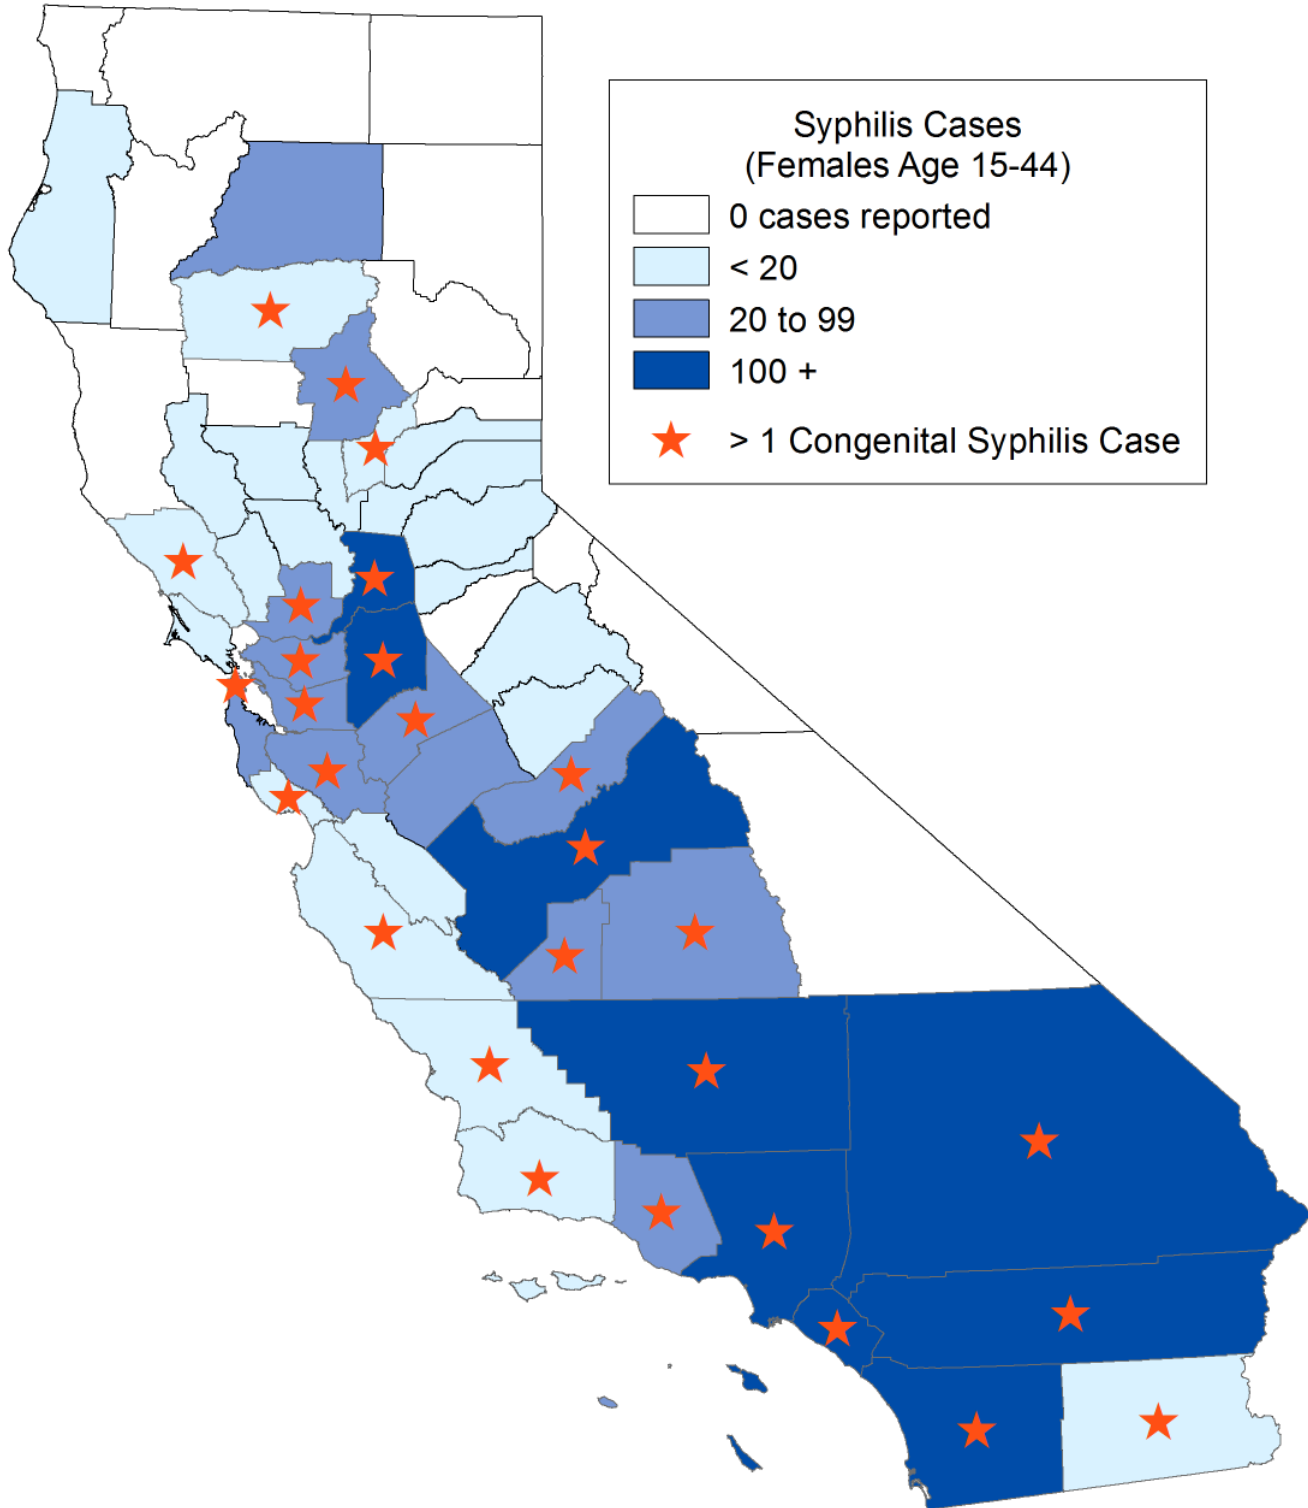 Syphilis Cases
(Females Age 15-44)
0 cases reported
< 20
20 to 99
100 +
> 1 Congenital Syphilis Case